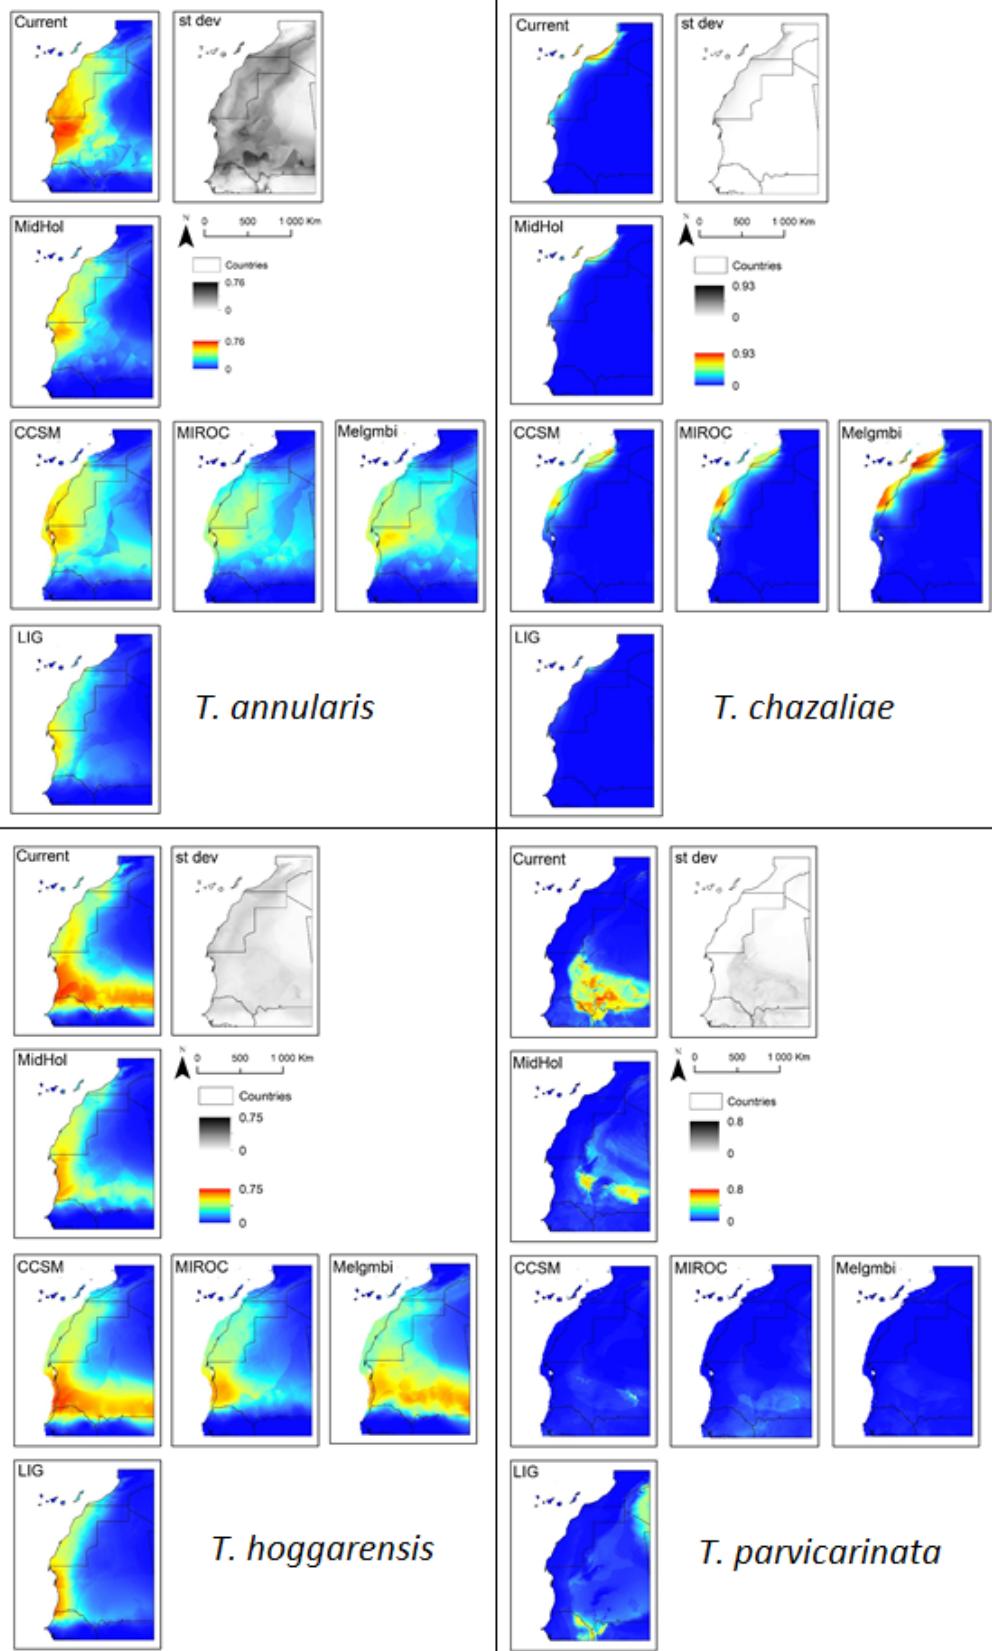 Current
st dev
MidHol
N
0 500 1 000 Km
Countries
0.76
0
0.76
0
CCSM
MIROC
Melgmbi
LIG
T. annularis
Current
st dev
MidHol
N
0 500 1 000 Km
Countries
0.93
0
0.93
0
CCSM
MIROC
Melgmbi
LIG
T. chazaliae
Current
st dev
MidHol
N
0 500 1 000 Km
Countries
0.75
0
0.75
0
CCSM
MIROC
Melgmbi
LIG
T. hoggarensis
Current
st dev
MidHol
N
0 500 1 000 Km
Countries
0.8
0
0.8
0
CCSM
MIROC
Melgmbi
LIG
T. parvicarinata